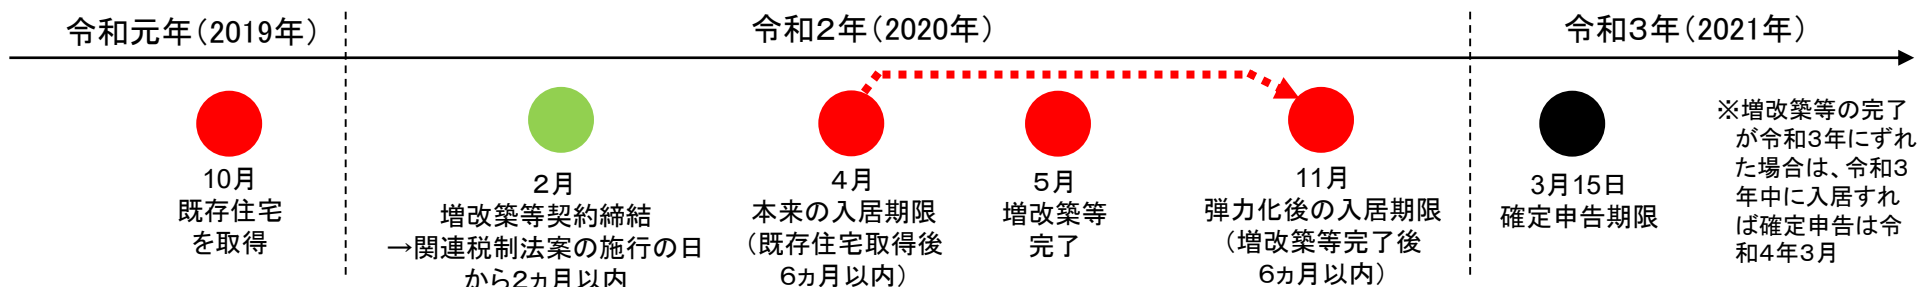 令和元年(2019年)
令和2年(2020年)
令和3年(2021年)
10月
既存住宅
を取得
2月
増改築等契約締結
→関連税制法案の施行の日
から2ヵ月以内
4月
本来の入居期限
(既存住宅取得後
6ヵ月以内)
5月
増改築等
完了
11月
弾力化後の入居期限
(増改築等完了後
6ヵ月以内)
3月15日
確定申告期限
※増改築等の完了
が令和3年にずれ
た場合は、令和3
年中に入居すれ
ば確定申告は令
和4年3月